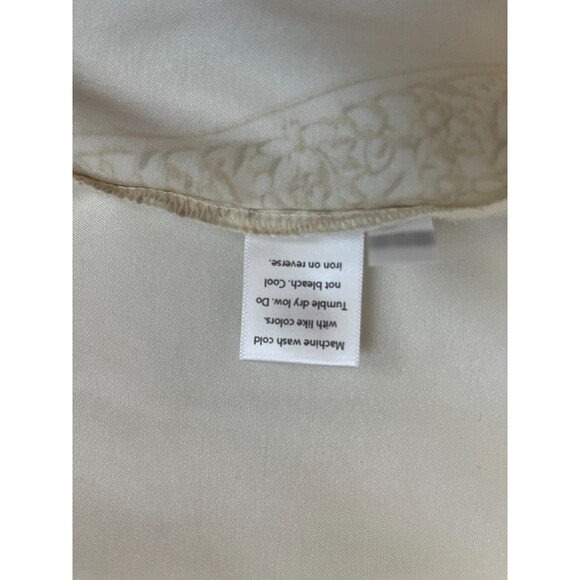 Machine wash cold
with like colors.
Tumble dry low. Do
not bleach. Cool
iron on reverse.